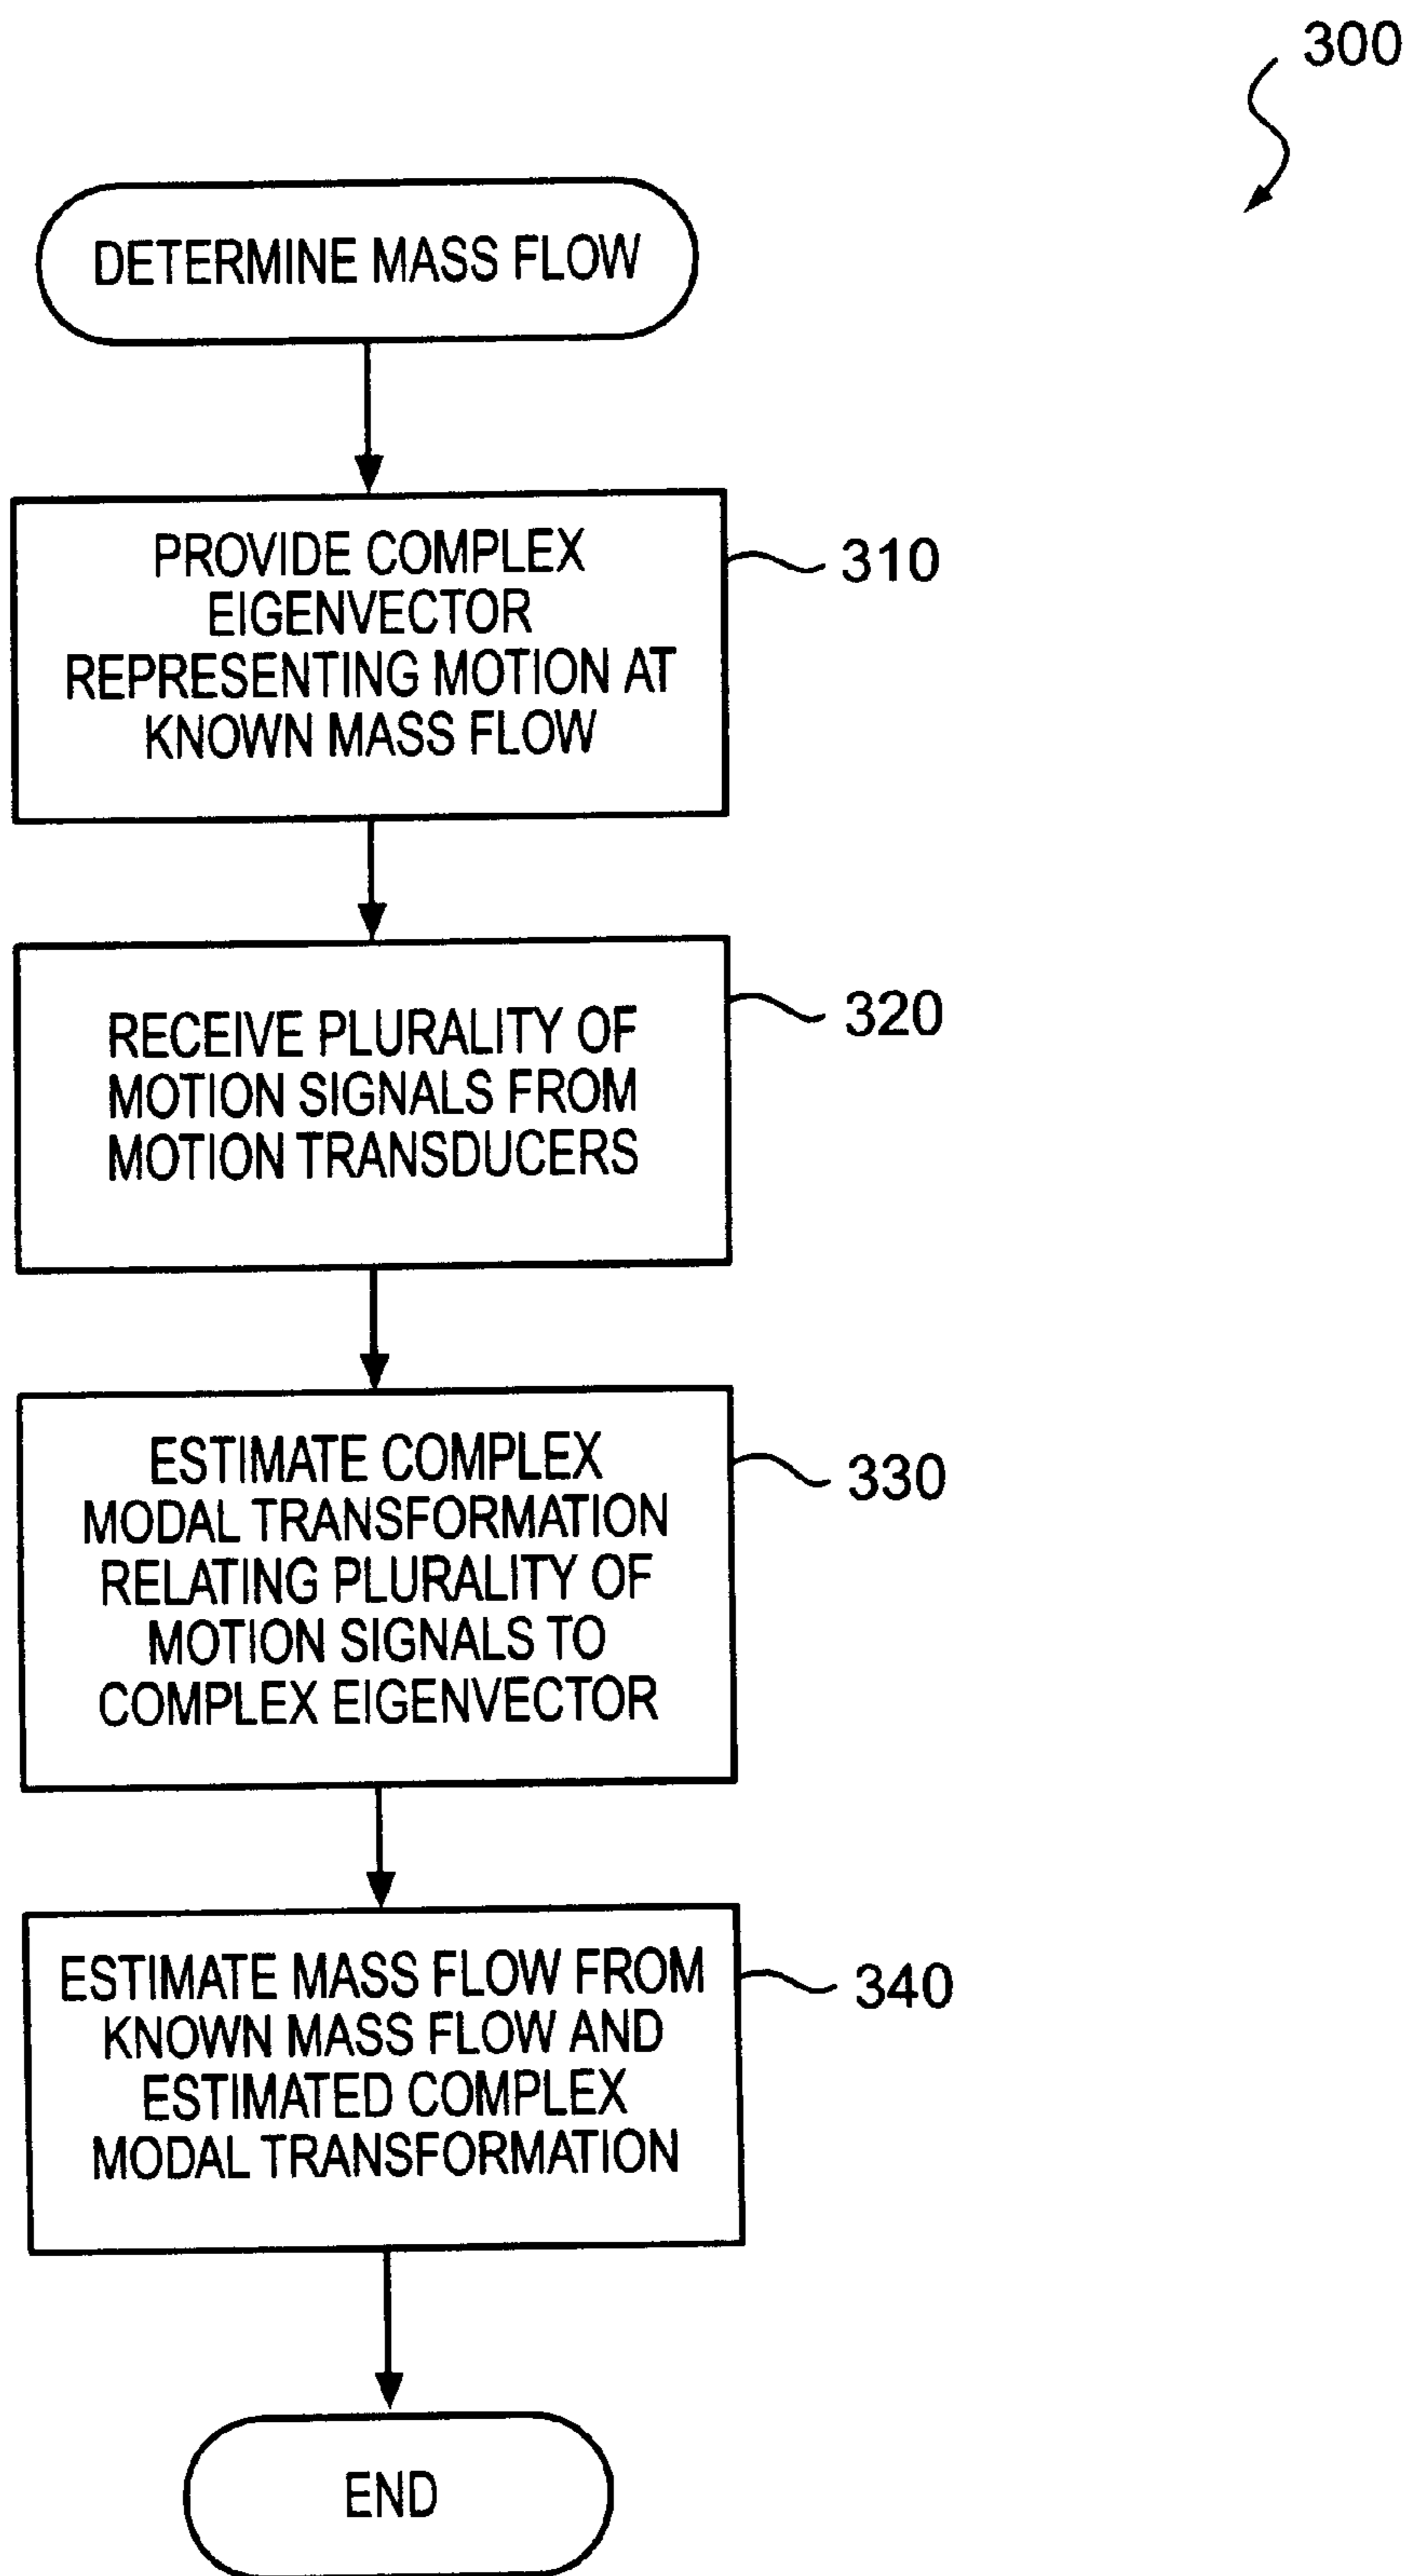 300
DETERMINE MASS FLOW
PROVIDE COMPLEX
EIGENVECTOR
REPRESENTING MOTION AT
KNOWN MASS FLOW
310
RECEIVE PLURALITY OF
MOTION SIGNALS FROM
MOTION TRANSDUCERS
320
ESTIMATE COMPLEX
MODAL TRANSFORMATION
RELATING PLURALITY OF
MOTION SIGNALS TO
COMPLEX EIGENVECTOR
330
ESTIMATE MASS FLOW FROM
KNOWN MASS FLOW AND
ESTIMATED COMPLEX
MODAL TRANSFORMATION
340
END